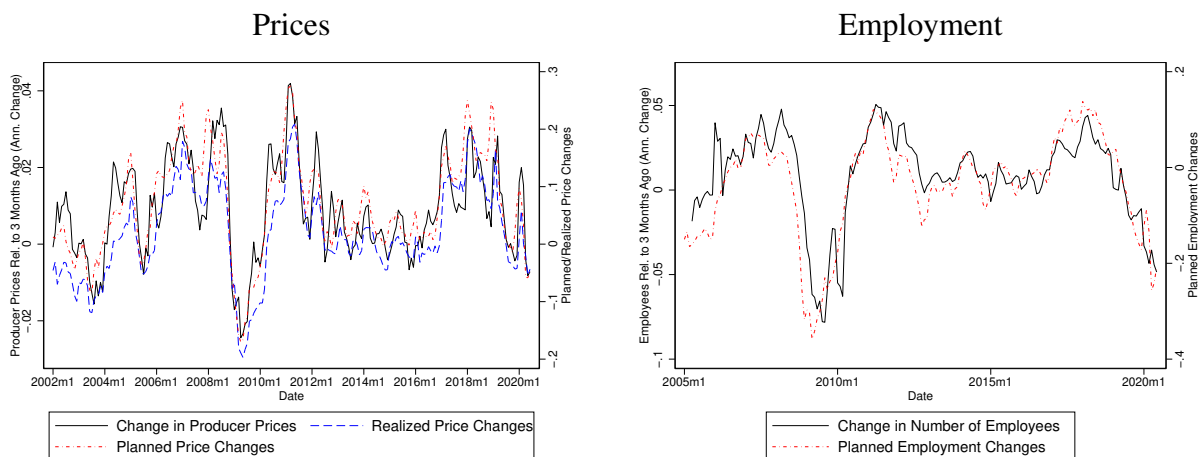 Prices
Producer Prices Rel. to 3 Months Ago (Ann. Change)
-.02 0 .02 .04
Planned/Realized Price Changes
-.2 -.1 0 .1 .2 .3
2002m1 2004m1 2006m1 2008m1 2010m1 2012m1 2014m1 2016m1 2018m1 2020m1
Date
Change in Producer Prices Realized Price Changes
Planned Price Changes
Employment
Employees Rel. to 3 Months Ago (Ann. Change)
-.1 -.05 0 .05
Planned Employment Changes
-.4 -.2 0 .2
2005m1 2010m1 2015m1 2020m1
Date
Change in Number of Employees
Planned Employment Changes